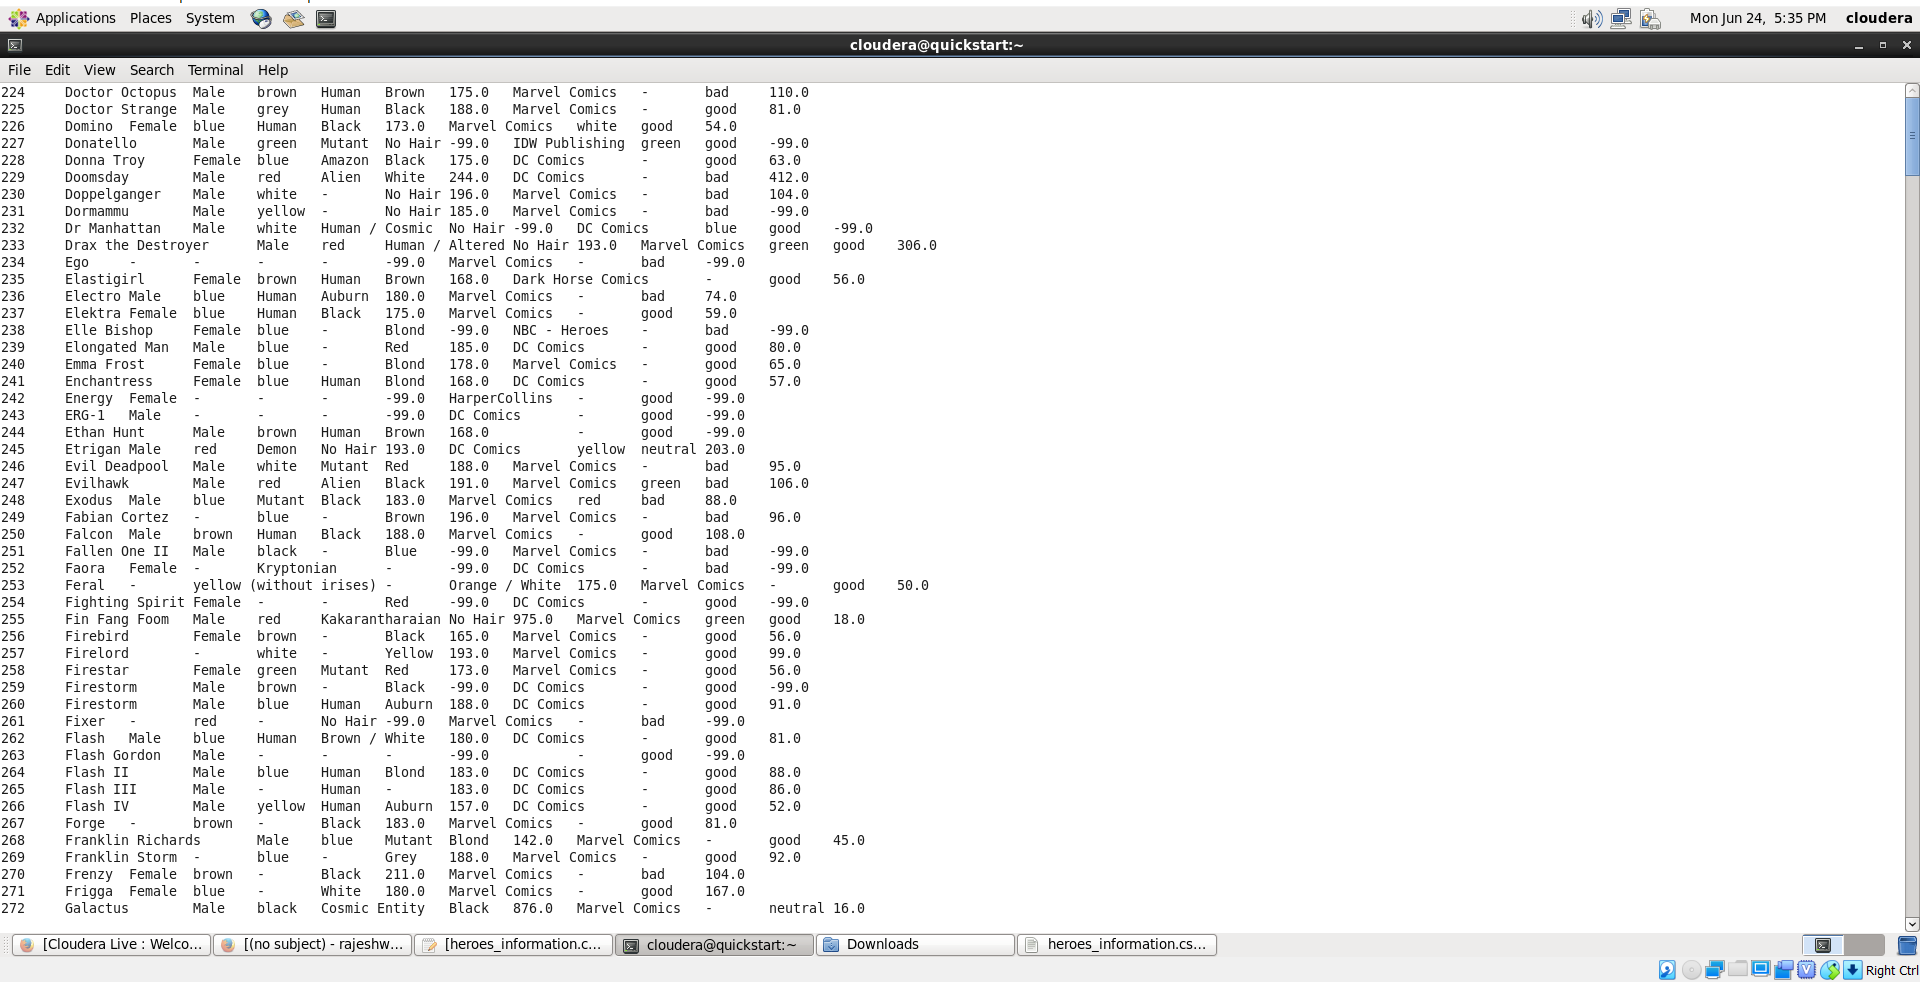 Applications Places System Mon Jun 24, 5:35 PM cloudera
cloudera@quickstart:~
File Edit View Search Terminal Help
224 Doctor Octopus Male brown Human Brown 175.0 Marvel Comics - bad 110.0
225 Doctor Strange Male grey Human Black 188.0 Marvel Comics - good 81.0
226 Domino Female blue Human Black 173.0 Marvel Comics white good 54.0
227 Donatello Male green Mutant No Hair -99.0 IDW Publishing green good -99.0
228 Donna Troy Female blue Amazon Black 175.0 DC Comics - good 63.0
229 Doomsday Male red Alien White 244.0 DC Comics - bad 412.0
230 Doppelganger Male white - No Hair 196.0 Marvel Comics - bad 104.0
231 Dormammu Male yellow - No Hair 185.0 Marvel Comics - bad -99.0
232 Dr Manhattan Male white Human / Cosmic No Hair -99.0 DC Comics blue good -99.0
233 Drax the Destroyer Male red Human / Altered No Hair 193.0 Marvel Comics green good 306.0
234 Ego - - - - -99.0 Marvel Comics - bad -99.0
235 Elastigirl Female brown Human Brown 168.0 Dark Horse Comics - good 56.0
236 Electro Male blue Human Auburn 180.0 Marvel Comics - bad 74.0
237 Elektra Female blue Human Black 175.0 Marvel Comics - good 59.0
238 Elle Bishop Female blue - Blond -99.0 NBC - Heroes - bad -99.0
239 Elongated Man Male blue - Red 185.0 DC Comics - good 80.0
240 Emma Frost Female blue - Blond 178.0 Marvel Comics - good 65.0
241 Enchantress Female blue Human Blond 168.0 DC Comics - good 57.0
242 Energy Female - - - -99.0 HarperCollins - good -99.0
243 ERG-1 Male - - - -99.0 DC Comics - good -99.0
244 Ethan Hunt Male brown Human Brown 168.0 - good -99.0
245 Etrigan Male red Demon No Hair 193.0 DC Comics yellow neutral 203.0
246 Evil Deadpool Male white Mutant Red 188.0 Marvel Comics - bad 95.0
247 Evilhawk Male red Alien Black 191.0 Marvel Comics green bad 106.0
248 Exodus Male blue Mutant Black 183.0 Marvel Comics red bad 88.0
249 Fabian Cortez - blue - Brown 196.0 Marvel Comics - bad 96.0
250 Falcon Male brown Human Black 188.0 Marvel Comics - good 108.0
251 Fallen One II Male black - Blue -99.0 Marvel Comics - bad -99.0
252 Faora Female - Kryptonian - -99.0 DC Comics - bad -99.0
253 Feral - yellow (without irises) - Orange / White 175.0 Marvel Comics - good 50.0
254 Fighting Spirit Female - - Red -99.0 DC Comics - good -99.0
255 Fin Fang Foom Male red Kakarantharaian No Hair 975.0 Marvel Comics green good 18.0
256 Firebird Female brown - Black 165.0 Marvel Comics - good 56.0
257 Firelord - white - Yellow 193.0 Marvel Comics - good 99.0
258 Firestar Female green Mutant Red 173.0 Marvel Comics - good 56.0
259 Firestorm Male brown - Black -99.0 DC Comics - good -99.0
260 Firestorm Male blue Human Auburn 188.0 DC Comics - good 91.0
261 Fixer - red - No Hair -99.0 Marvel Comics - bad -99.0
262 Flash Male blue Human Brown / White 180.0 DC Comics - good 81.0
263 Flash Gordon Male - - - -99.0 - good -99.0
264 Flash II Male blue Human Blond 183.0 DC Comics - good 88.0
265 Flash III Male - Human - 183.0 DC Comics - good 86.0
266 Flash IV Male yellow Human Auburn 157.0 DC Comics - good 52.0
267 Forge - brown - Black 183.0 Marvel Comics - good 81.0
268 Franklin Richards Male blue Mutant Blond 142.0 Marvel Comics - good 45.0
269 Franklin Storm - blue - Grey 188.0 Marvel Comics - good 92.0
270 Frenzy Female brown - Black 211.0 Marvel Comics - bad 104.0
271 Frigga Female blue - White 180.0 Marvel Comics - good 167.0
272 Galactus Male black Cosmic Entity Black 876.0 Marvel Comics - neutral 16.0
[Cloudera Live : Welco... [(no subject) - rajeshw... [heroes_information.c... cloudera@quickstart:~ Downloads heroes_information.cs...
Right Ctrl